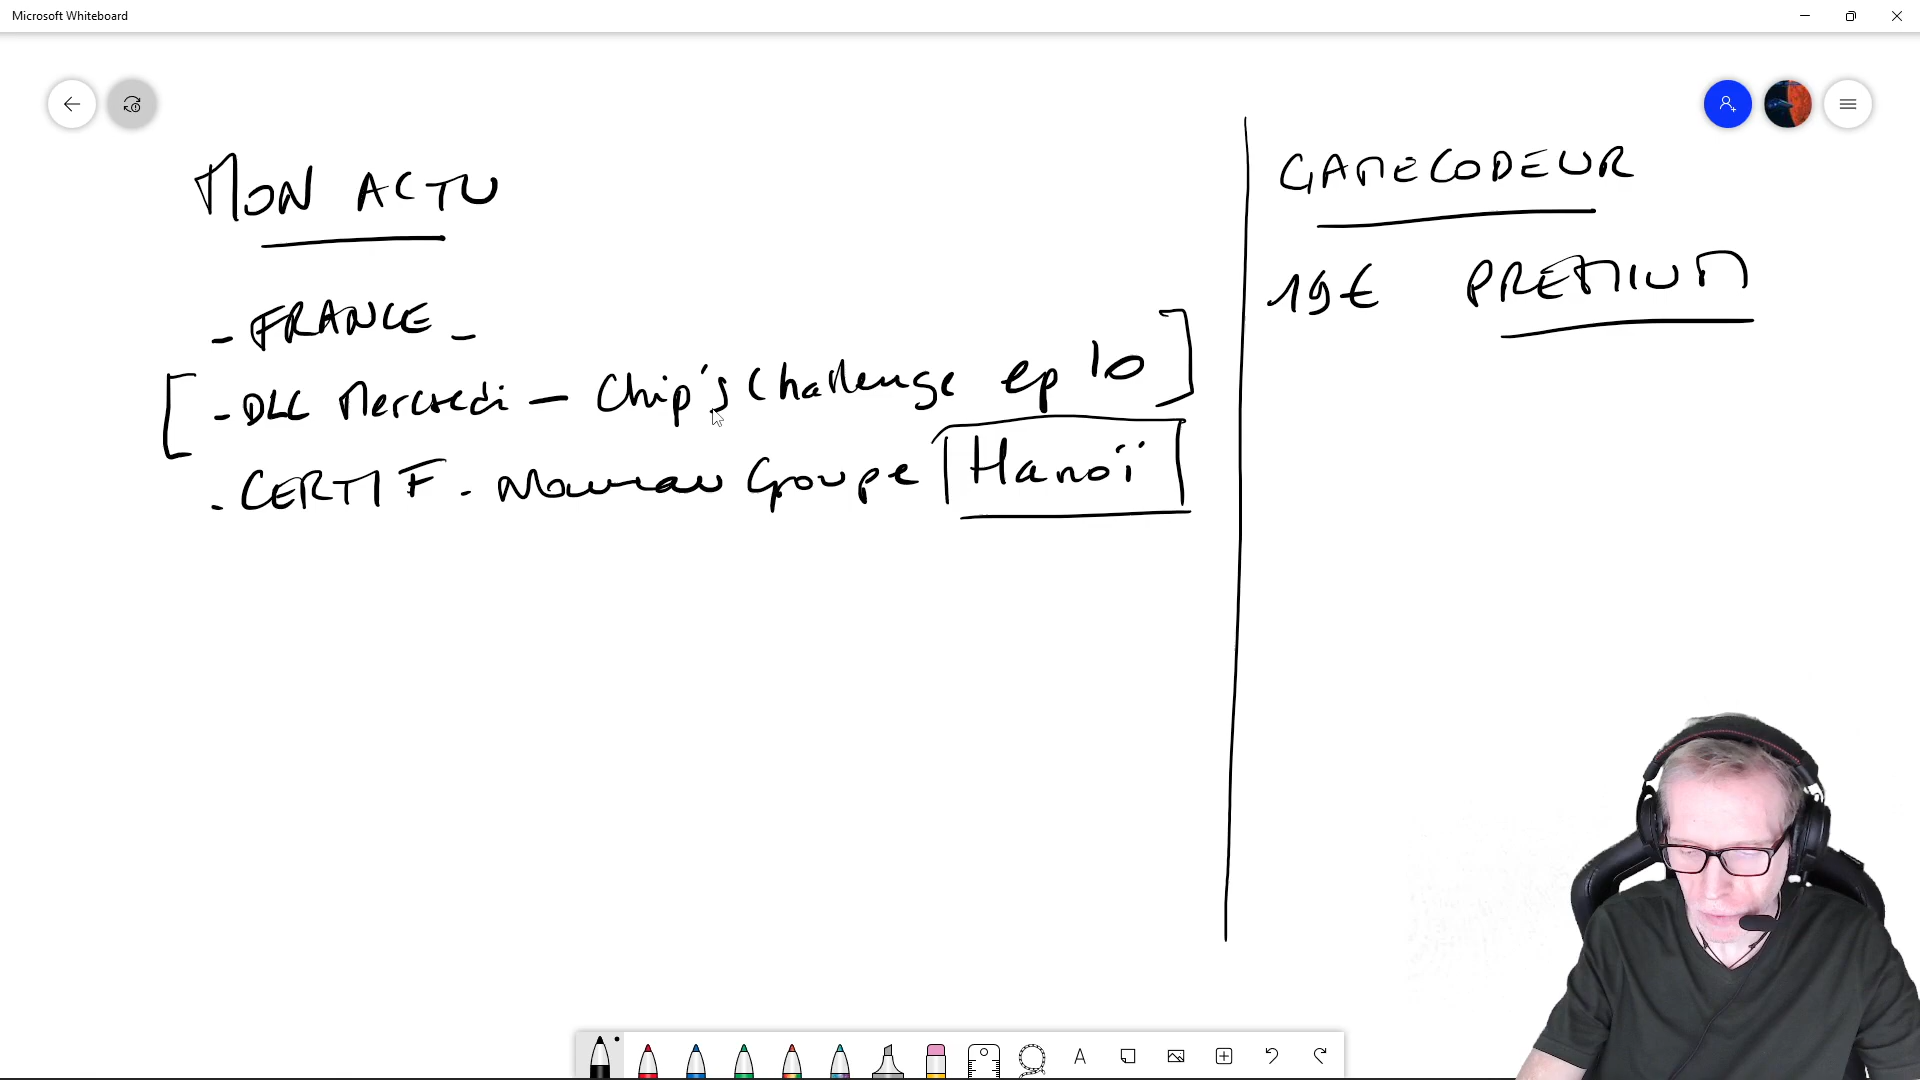 Microsoft Whiteboard
MON ACTU
- FRANCE -
[ - DLC Mercredi - Chip's Challenge ep 10 ]
- CERTIF. Nouveau Groupe Hanoï
GAMECODEUR
19€ PREMIUM
A